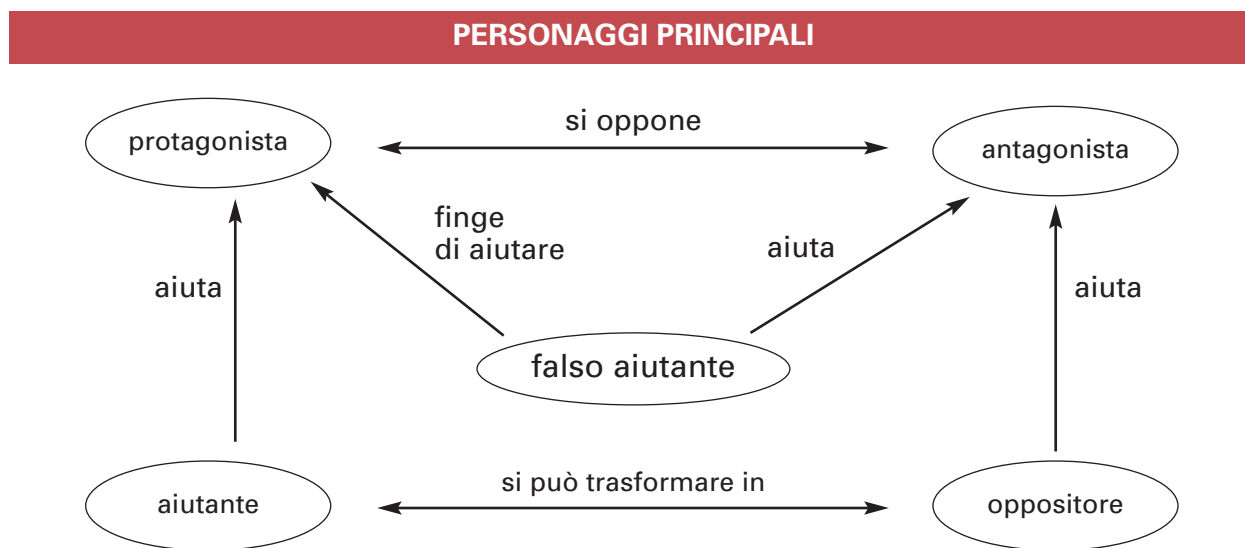 PERSONAGGI PRINCIPALI
protagonista
si oppone
antagonista
finge
di aiutare
aiuta
aiuta
aiuta
falso aiutante
aiutante
si può trasformare in
oppositore